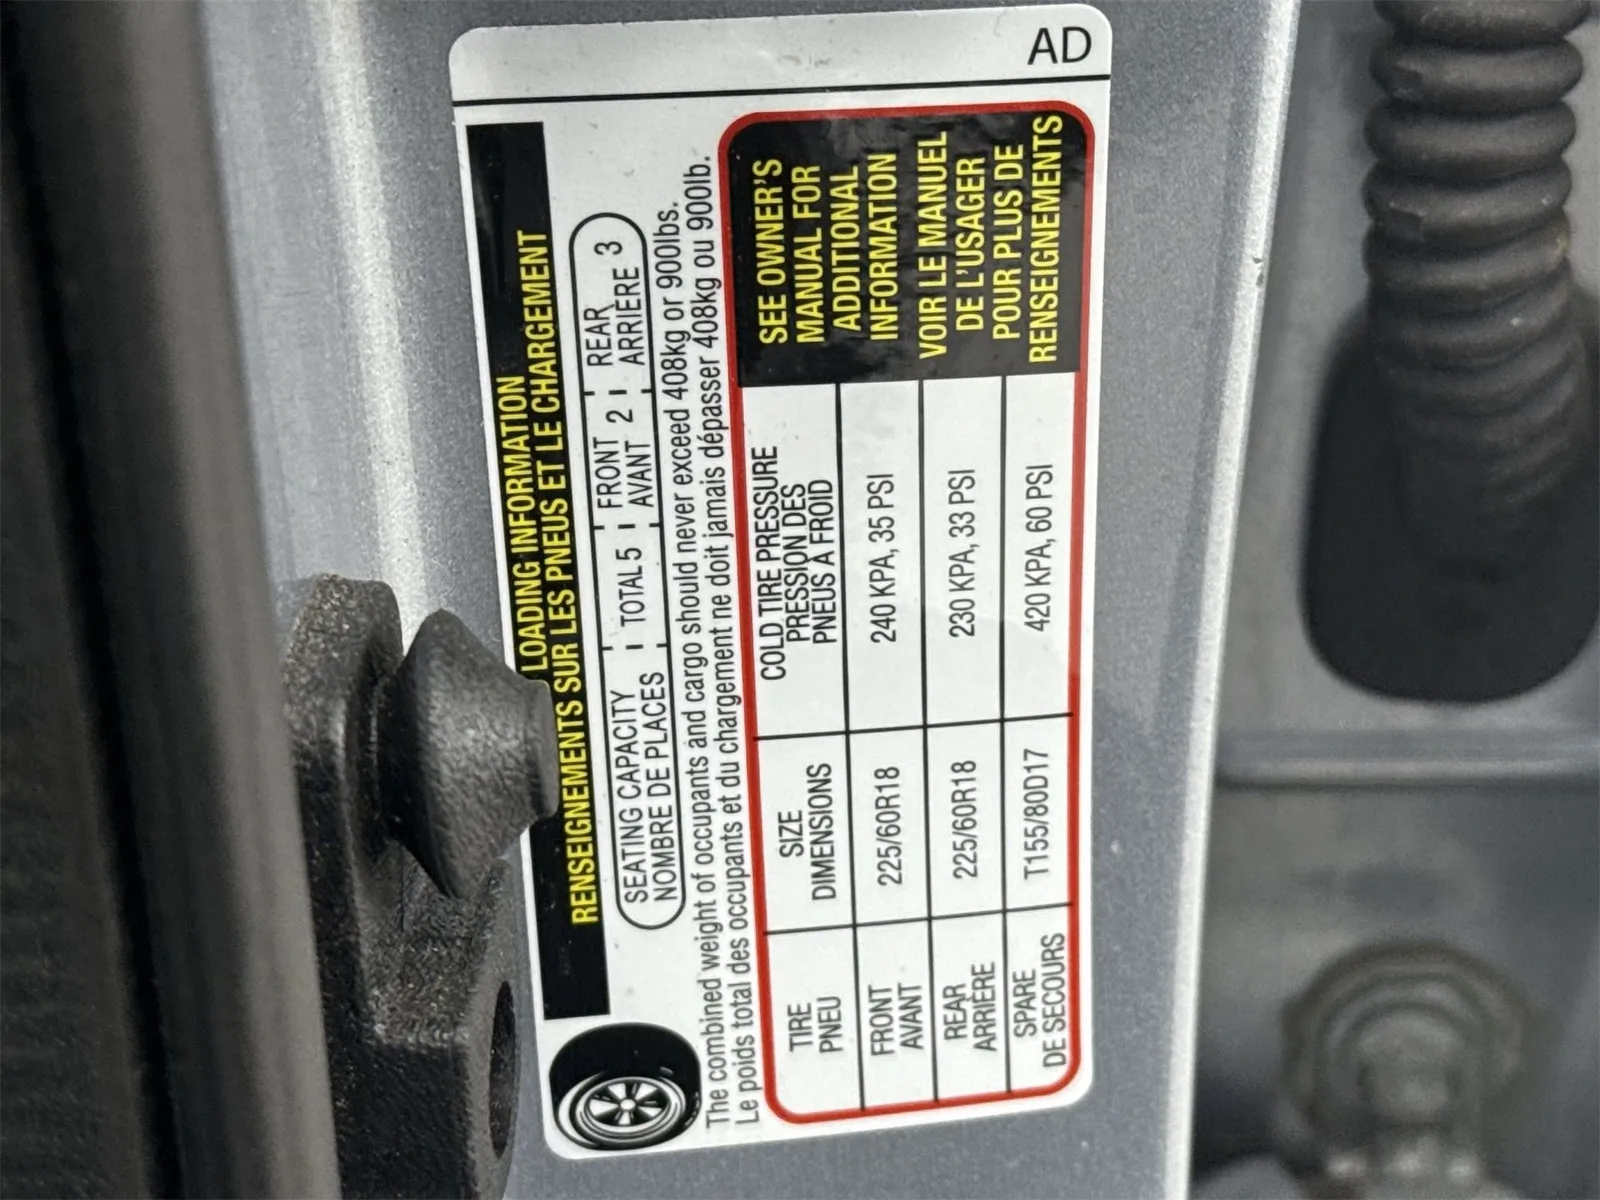 AD
LOADING INFORMATION
RENSEIGNEMENTS SUR LES PNEUS ET LE CHARGEMENT
SEATING CAPACITY TOTAL 5 FRONT 2 REAR 3
NOMBRE DE PLACES AVANT ARRIÈRE
The combined weight of occupants and cargo should never exceed 408kg or 900lbs.
Le poids total des occupants et du chargement ne doit jamais dépasser 408kg ou 900lb.
TIRE SIZE COLD TIRE PRESSURE
PNEU DIMENSIONS PRESSION DES
PNEUS À FROID
FRONT 225/60R18 240 KPA, 35 PSI
AVANT
REAR 225/60R18 230 KPA, 33 PSI
ARRIÈRE
SPARE T155/80D17 420 KPA, 60 PSI
DE SECOURS
SEE OWNER'S
MANUAL FOR
ADDITIONAL
INFORMATION
VOIR LE MANUEL
DE L'USAGER
POUR PLUS DE
RENSEIGNEMENTS